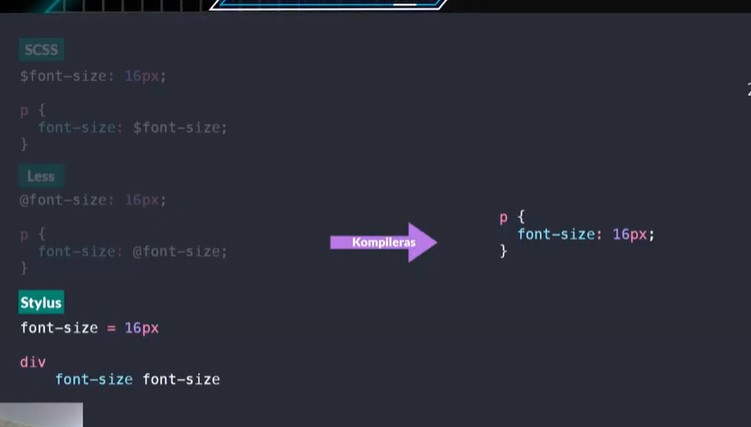 SCSS
$font-size: 16px;
p {
  font-size: $font-size;
}
Less
@font-size: 16px;
p {
  font-size: @font-size;
}
Stylus
font-size = 16px
div
    font-size font-size
Kompileras
p {
  font-size: 16px;
}